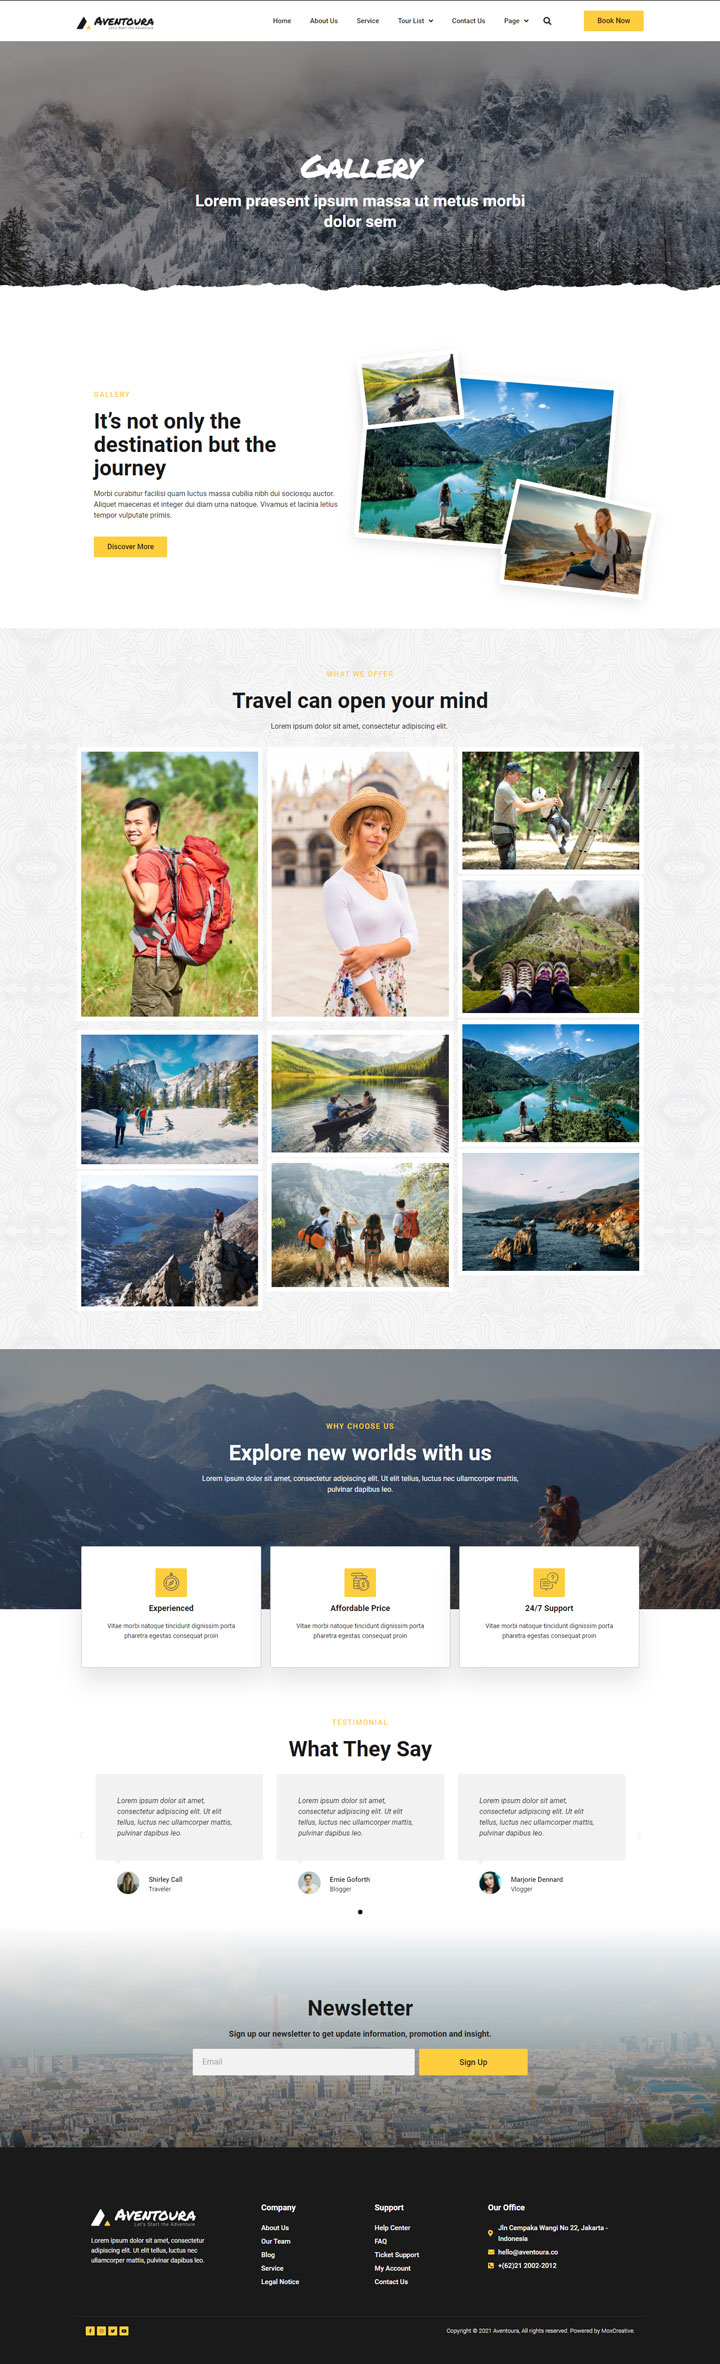 AVENTOURA
Let's Start the Adventure
Home About Us Service Tour List Contact Us Page Book Now
GALLERY
Lorem praesent ipsum massa ut metus morbi
dolor sem
GALLERY
It's not only the
destination but the
journey
Morbi curabitur facilisi quam luctus massa cubilia nibh dui sociosqu auctor.
Aliquet maecenas et integer dui diam urna natoque. Vivamus et lacinia letius
tempor vulputate primis.
Discover More
WHAT WE OFFER
Travel can open your mind
Lorem ipsum dolor sit amet, consectetur adipiscing elit.
WHY CHOOSE US
Explore new worlds with us
Lorem ipsum dolor sit amet, consectetur adipiscing elit. Ut elit tellus, luctus nec ullamcorper mattis,
pulvinar dapibus leo.
Experienced
Vitae morbi natoque tincidunt dignissim porta
pharetra egestas consequat proin
Affordable Price
Vitae morbi natoque tincidunt dignissim porta
pharetra egestas consequat proin
24/7 Support
Vitae morbi natoque tincidunt dignissim porta
pharetra egestas consequat proin
TESTIMONIAL
What They Say
Lorem ipsum dolor sit amet,
consectetur adipiscing elit. Ut elit
tellus, luctus nec ullamcorper mattis,
pulvinar dapibus leo.
Shirley Call
Traveler
Lorem ipsum dolor sit amet,
consectetur adipiscing elit. Ut elit
tellus, luctus nec ullamcorper mattis,
pulvinar dapibus leo.
Ernie Goforth
Blogger
Lorem ipsum dolor sit amet,
consectetur adipiscing elit. Ut elit
tellus, luctus nec ullamcorper mattis,
pulvinar dapibus leo.
Marjorie Dennard
Vlogger
Newsletter
Sign up our newsletter to get update information, promotion and insight.
Email
Sign Up
AVENTOURA
Let's Start the Adventure
Lorem ipsum dolor sit amet, consectetur
adipiscing elit. Ut elit tellus, luctus nec
ullamcorper mattis, pulvinar dapibus leo.
Company
About Us
Our Team
Blog
Service
Legal Notice
Support
Help Center
FAQ
Ticket Support
My Account
Contact Us
Our Office
Jln Cempaka Wangi No 22, Jakarta -
Indonesia
hello@aventoura.co
+(62)21 2002-2012
Copyright © 2021 Aventoura, All rights reserved. Powered by MoxCreative.